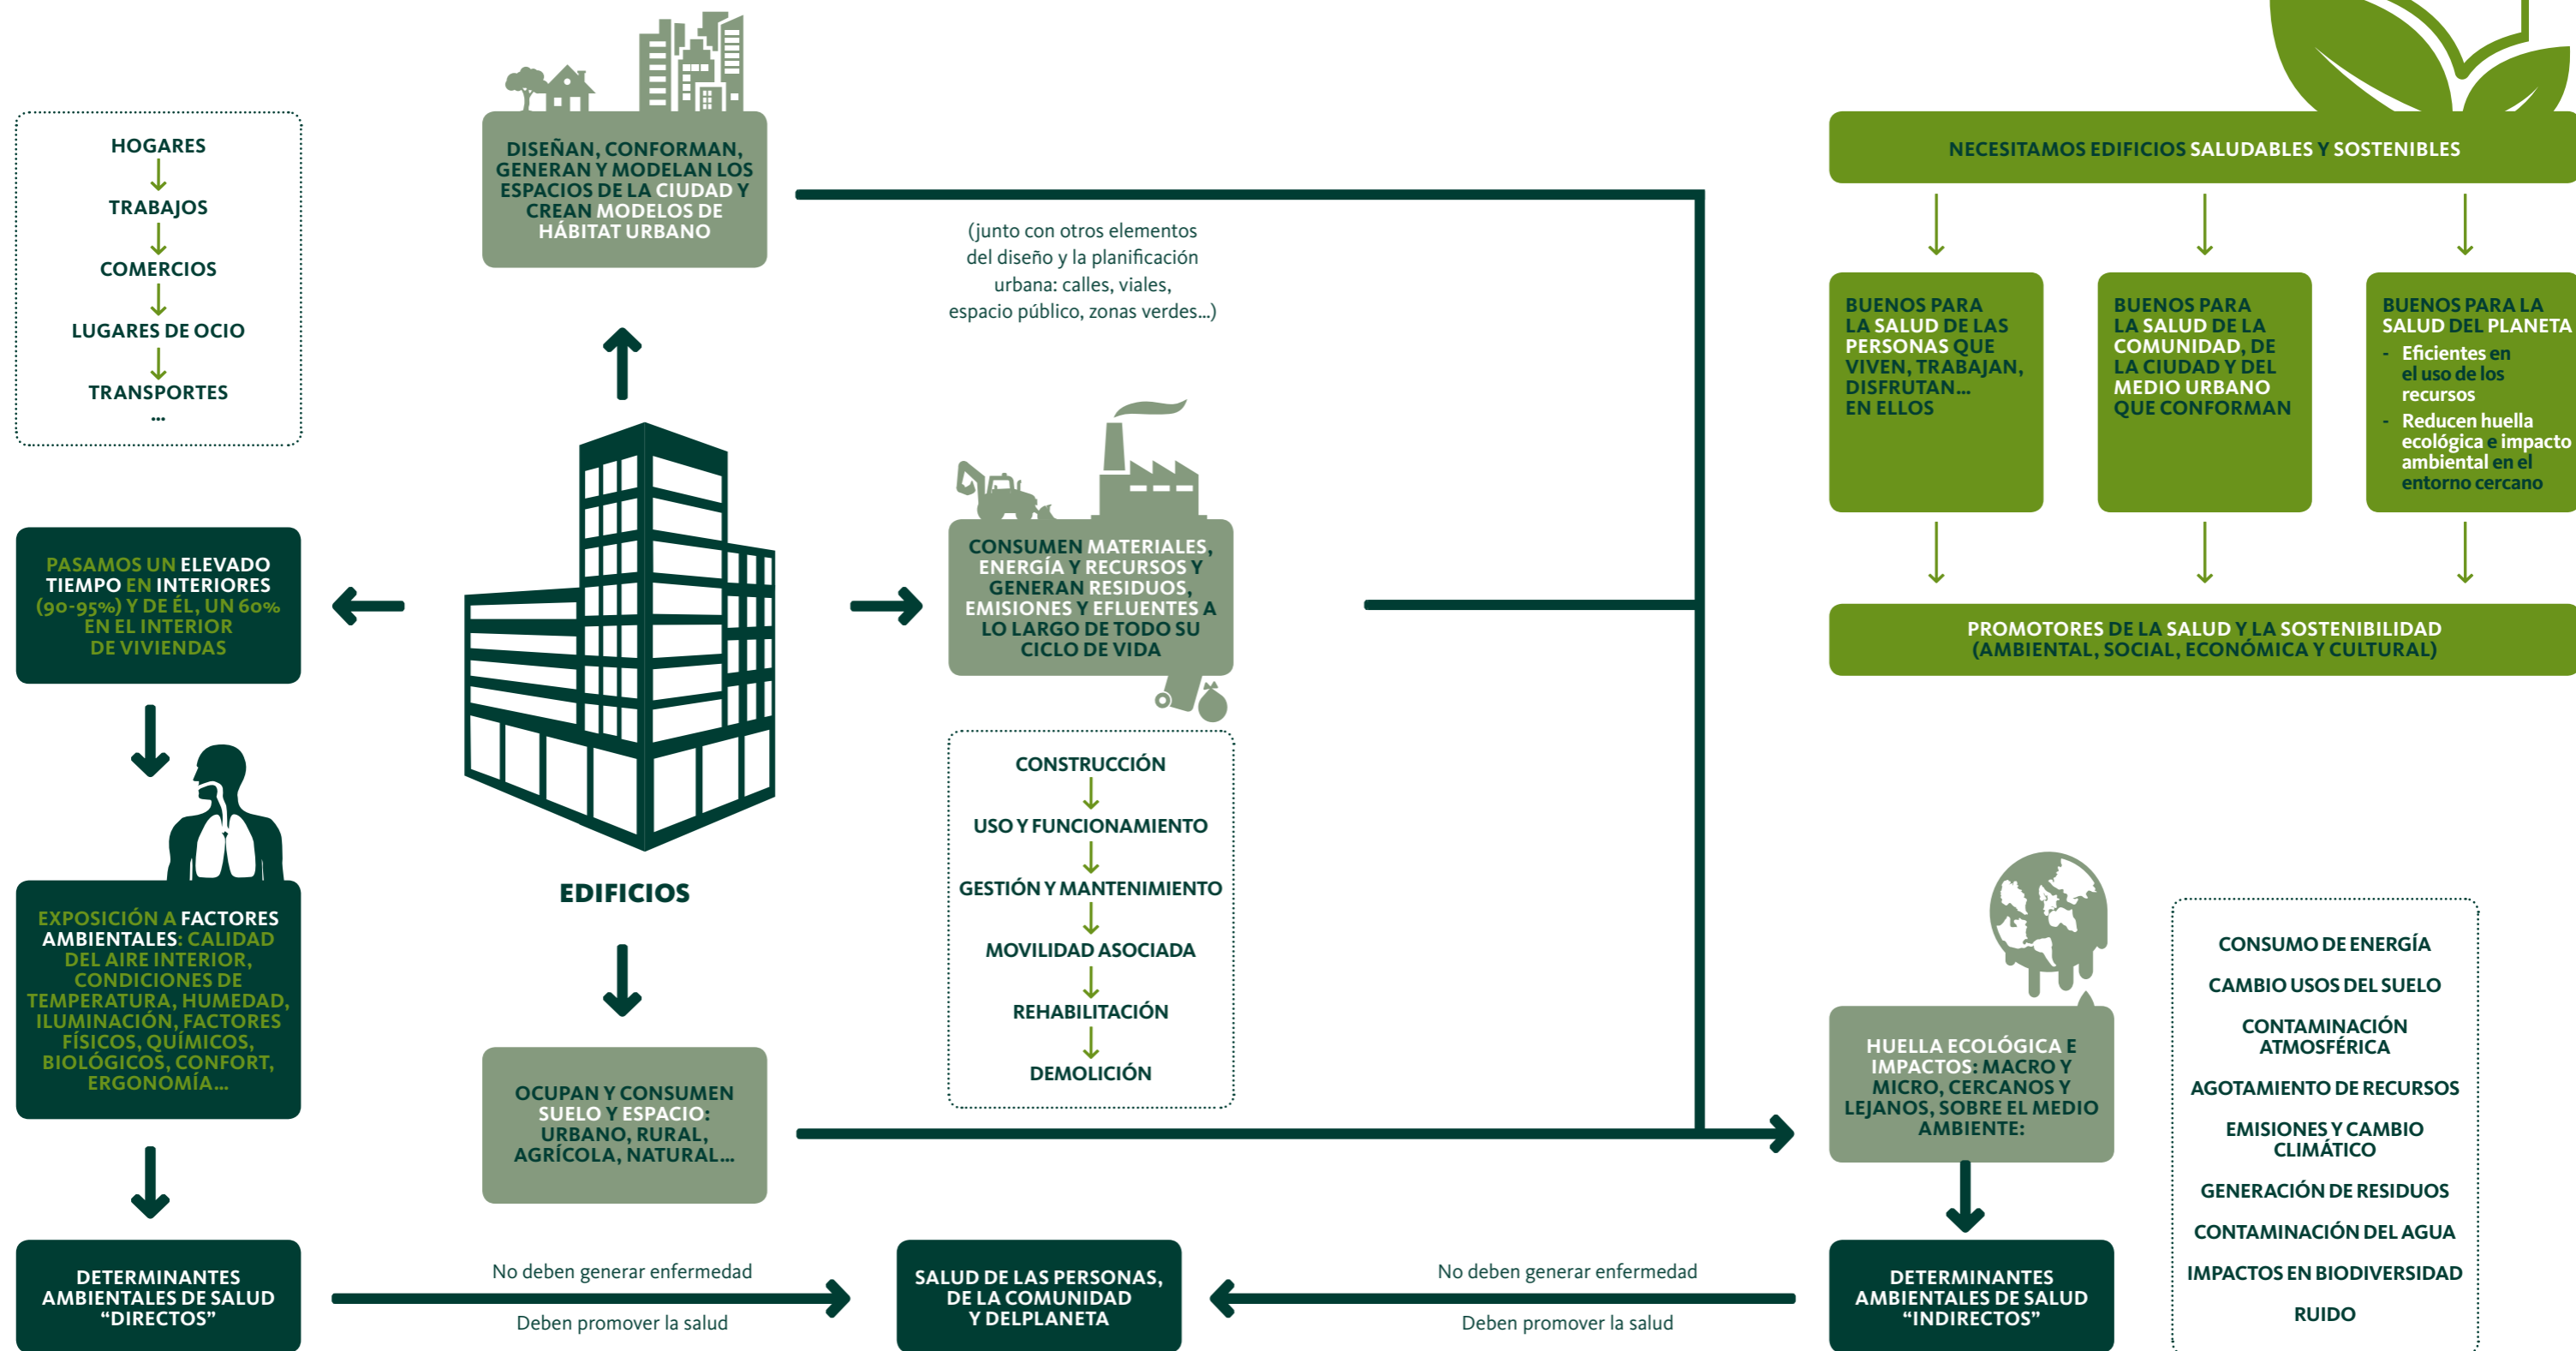 HOGARES
TRABAJOS
COMERCIOS
LUGARES DE OCIO
TRANSPORTES
...
PASAMOS UN ELEVADO
TIEMPO EN INTERIORES
(90-95%) Y DE ÉL, UN 60%
EN EL INTERIOR
DE VIVIENDAS
EXPOSICIÓN A FACTORES
AMBIENTALES: CALIDAD
DEL AIRE INTERIOR,
CONDICIONES DE
TEMPERATURA, HUMEDAD,
ILUMINACIÓN, FACTORES
FÍSICOS, QUÍMICOS,
BIOLÓGICOS, CONFORT,
ERGONOMÍA...
DETERMINANTES
AMBIENTALES DE SALUD
“DIRECTOS”
DISEÑAN, CONFORMAN,
GENERAN Y MODELAN LOS
ESPACIOS DE LA CIUDAD Y
CREAN MODELOS DE
HÁBITAT URBANO
(junto con otros elementos
del diseño y la planificación
urbana: calles, viales,
espacio público, zonas verdes...)
EDIFICIOS
OCUPAN Y CONSUMEN
SUELO Y ESPACIO:
URBANO, RURAL,
AGRÍCOLA, NATURAL...
CONSUMEN MATERIALES,
ENERGÍA Y RECURSOS Y
GENERAN RESIDUOS,
EMISIONES Y EFLUENTES A
LO LARGO DE TODO SU
CICLO DE VIDA
CONSTRUCCIÓN
USO Y FUNCIONAMIENTO
GESTIÓN Y MANTENIMIENTO
MOVILIDAD ASOCIADA
REHABILITACIÓN
DEMOLICIÓN
No deben generar enfermedad
Deben promover la salud
SALUD DE LAS PERSONAS,
DE LA COMUNIDAD
Y DELPLANETA
No deben generar enfermedad
Deben promover la salud
NECESITAMOS EDIFICIOS SALUDABLES Y SOSTENIBLES
BUENOS PARA
LA SALUD DE LAS
PERSONAS QUE
VIVEN, TRABAJAN,
DISFRUTAN...
EN ELLOS
BUENOS PARA
LA SALUD DE LA
COMUNIDAD, DE
LA CIUDAD Y DEL
MEDIO URBANO
QUE CONFORMAN
BUENOS PARA LA
SALUD DEL PLANETA
- Eficientes en
el uso de los
recursos
- Reducen huella
ecológica e impacto
ambiental en el
entorno cercano
PROMOTORES DE LA SALUD Y LA SOSTENIBILIDAD
(AMBIENTAL, SOCIAL, ECONÓMICA Y CULTURAL)
HUELLA ECOLÓGICA E
IMPACTOS: MACRO Y
MICRO, CERCANOS Y
LEJANOS, SOBRE EL MEDIO
AMBIENTE:
DETERMINANTES
AMBIENTALES DE SALUD
“INDIRECTOS”
CONSUMO DE ENERGÍA
CAMBIO USOS DEL SUELO
CONTAMINACIÓN
ATMOSFÉRICA
AGOTAMIENTO DE RECURSOS
EMISIONES Y CAMBIO
CLIMÁTICO
GENERACIÓN DE RESIDUOS
CONTAMINACIÓN DEL AGUA
IMPACTOS EN BIODIVERSIDAD
RUIDO